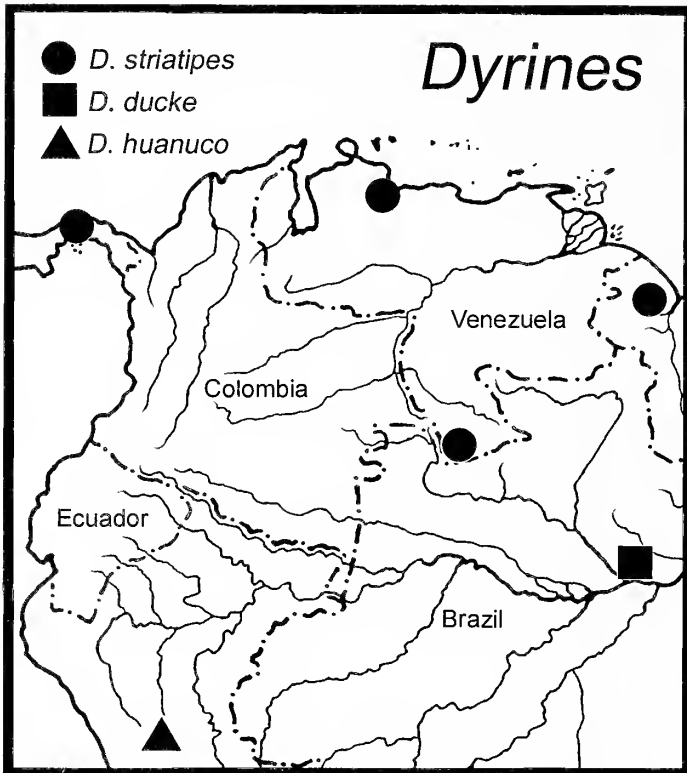 D. striatipes
D. ducke
D. huanuco
Dyrines
Venezuela
Colombia
Ecuador
Brazil